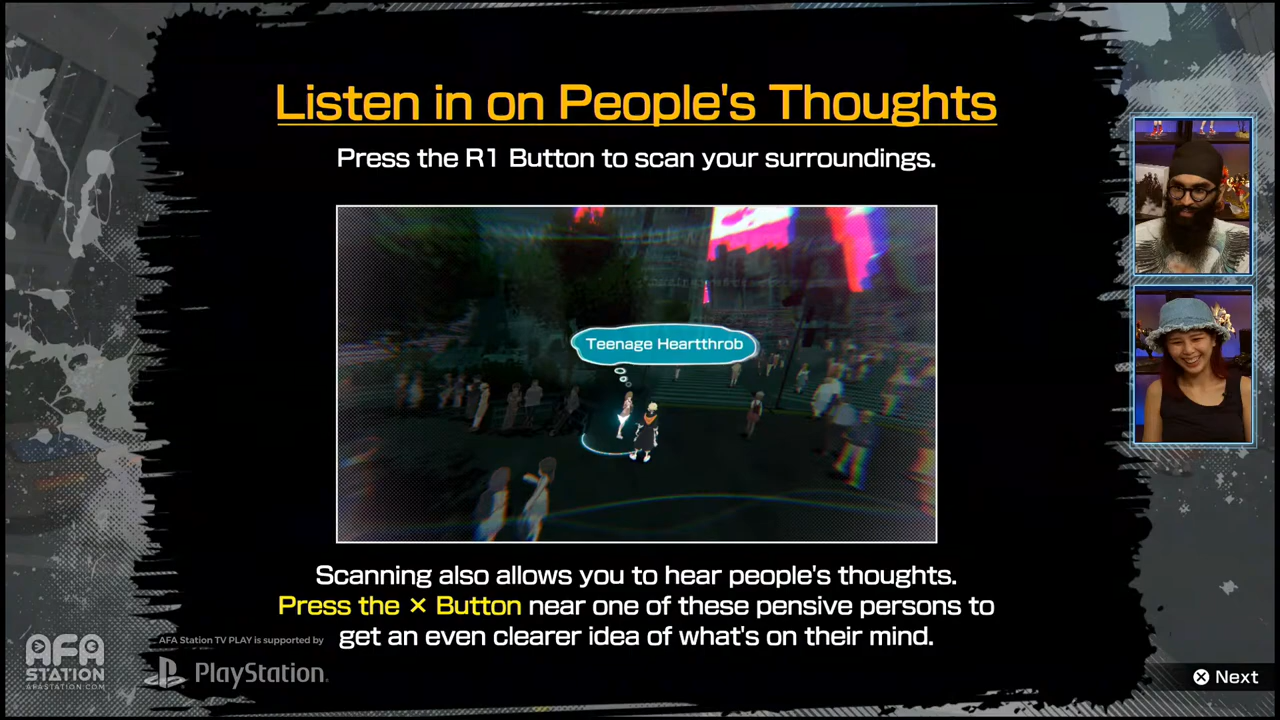 Listen in on People's Thoughts
Press the R1 Button to scan your surroundings.
Teenage Heartthrob
Scanning also allows you to hear people's thoughts.
Press the × Button near one of these pensive persons to
get an even clearer idea of what's on their mind.
AFA Station TV PLAY is supported by
PlayStation.
AFA
STATION
AFASTATION.COM
Next